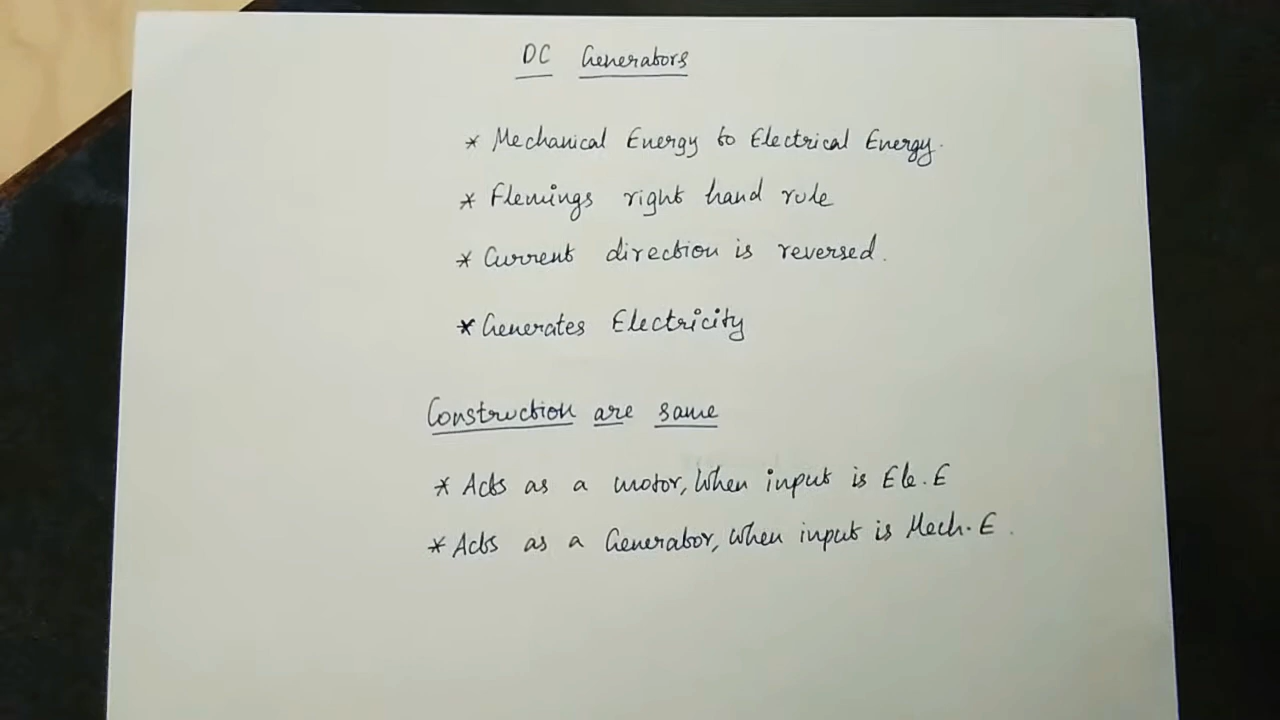 DC Generators
* Mechanical Energy to Electrical Energy.
* Flemings right hand rule
* Current direction is reversed.
* Generates Electricity
Construction are same
* Acts as a motor, when input is Ele. E
* Acts as a Generator, when input is Mech. E.